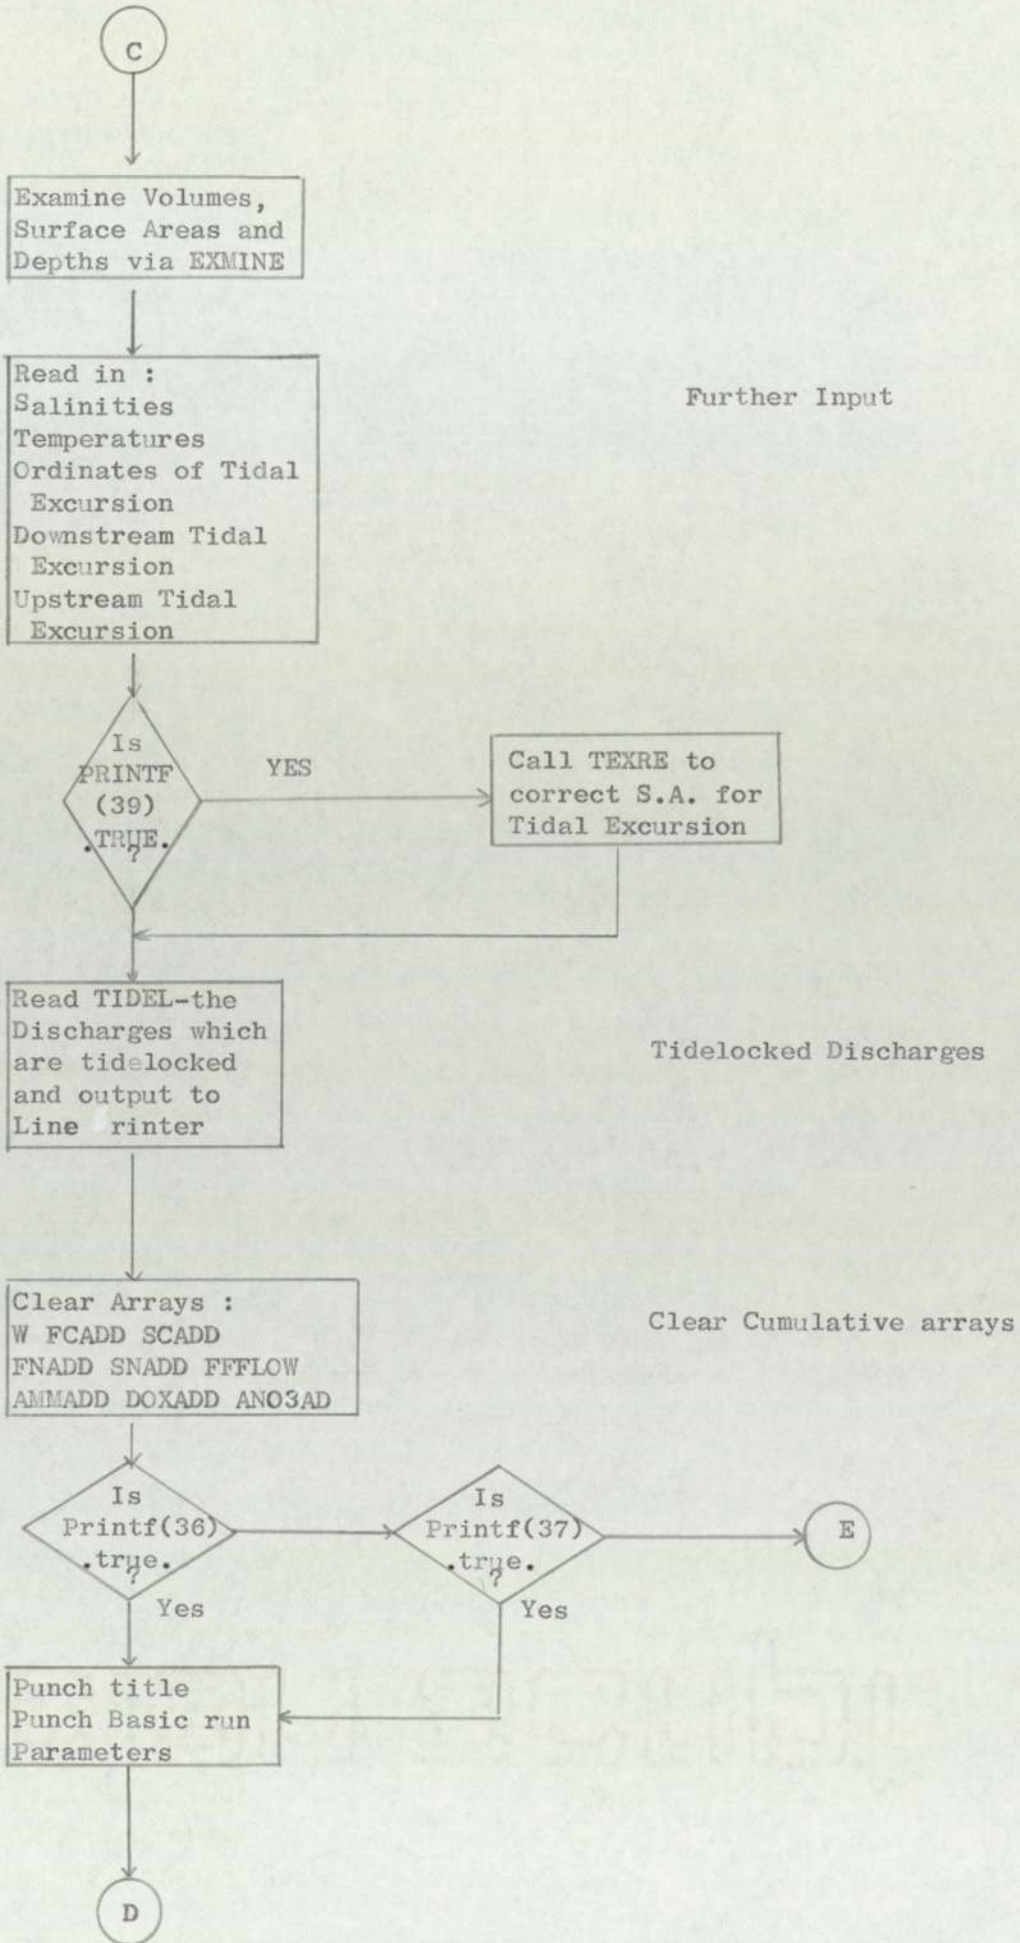 C
Examine Volumes,
Surface Areas and
Depths via EXMINE
Read in :
Salinities
Temperatures
Ordinates of Tidal
Excursion
Downstream Tidal
Excursion
Upstream Tidal
Excursion
Further Input
Is
PRINTF
(39)
.TRUE.
?
YES
Call TEXRE to
correct S.A. for
Tidal Excursion
Read TIDEL-the
Discharges which
are tidelocked
and output to
Line rinter
Tidelocked Discharges
Clear Arrays :
W FCADD SCADD
FNADD SNADD FFFLOW
AMMADD DOXADD ANO3AD
Clear Cumulative arrays
Is
Printf(36)
.true.
?
Yes
Is
Printf(37)
.true.
?
Yes
E
Punch title
Punch Basic run
Parameters
D